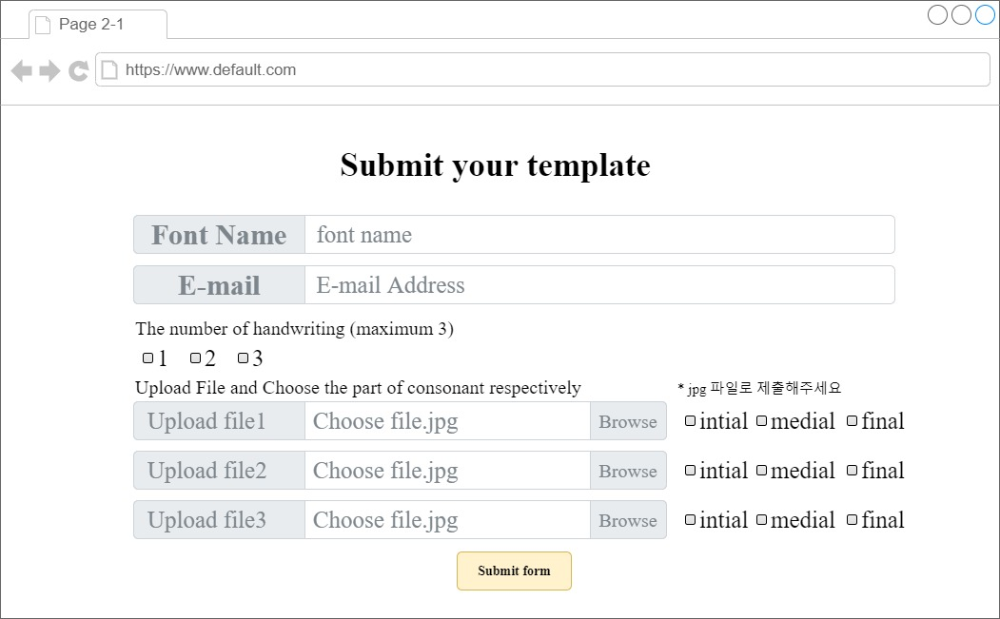 Page 2-1
https://www.default.com
Submit your template
Font Name font name
E-mail E-mail Address
The number of handwriting (maximum 3)
1 2 3
Upload File and Choose the part of consonant respectively * jpg 파일로 제출해주세요
Upload file1 Choose file.jpg Browse intial medial final
Upload file2 Choose file.jpg Browse intial medial final
Upload file3 Choose file.jpg Browse intial medial final
Submit form